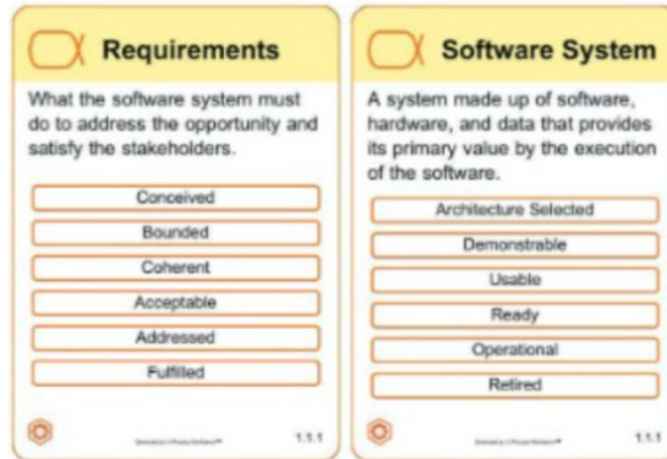 Requirements
What the software system must
do to address the opportunity and
satisfy the stakeholders.
Conceived
Bounded
Coherent
Acceptable
Addressed
Fulfilled
1.1.1
Software System
A system made up of software,
hardware, and data that provides
its primary value by the execution
of the software.
Architecture Selected
Demonstrable
Usable
Ready
Operational
Retired
1.1.1